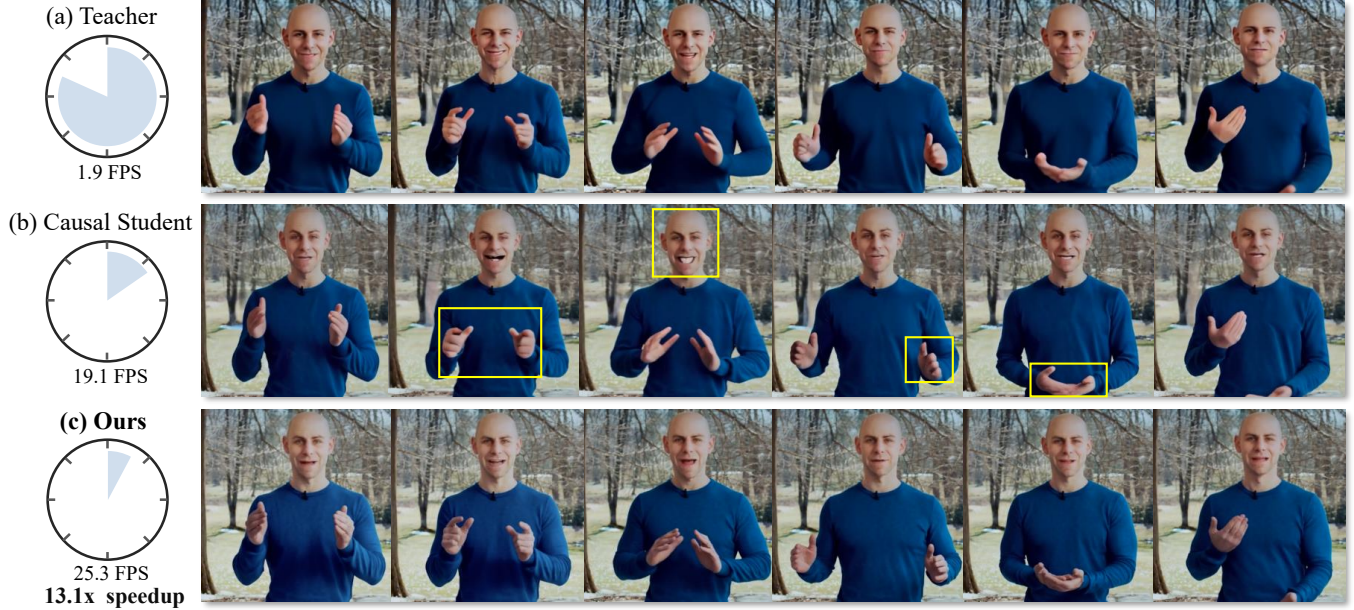 (a) Teacher
1.9 FPS
(b) Causal Student
19.1 FPS
(c) Ours
25.3 FPS
13.1x speedup